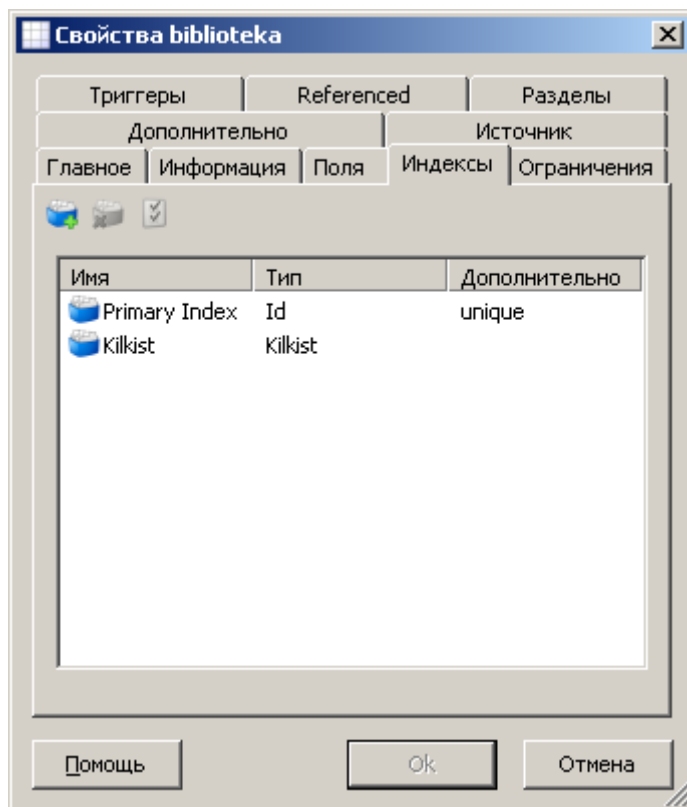 Свойства biblioteka
Триггеры Referenced Разделы
Дополнительно Источник
Главное Информация Поля Индексы Ограничения
Имя Тип Дополнительно
Primary Index Id unique
Kilkist Kilkist
Помощь Ok Отмена